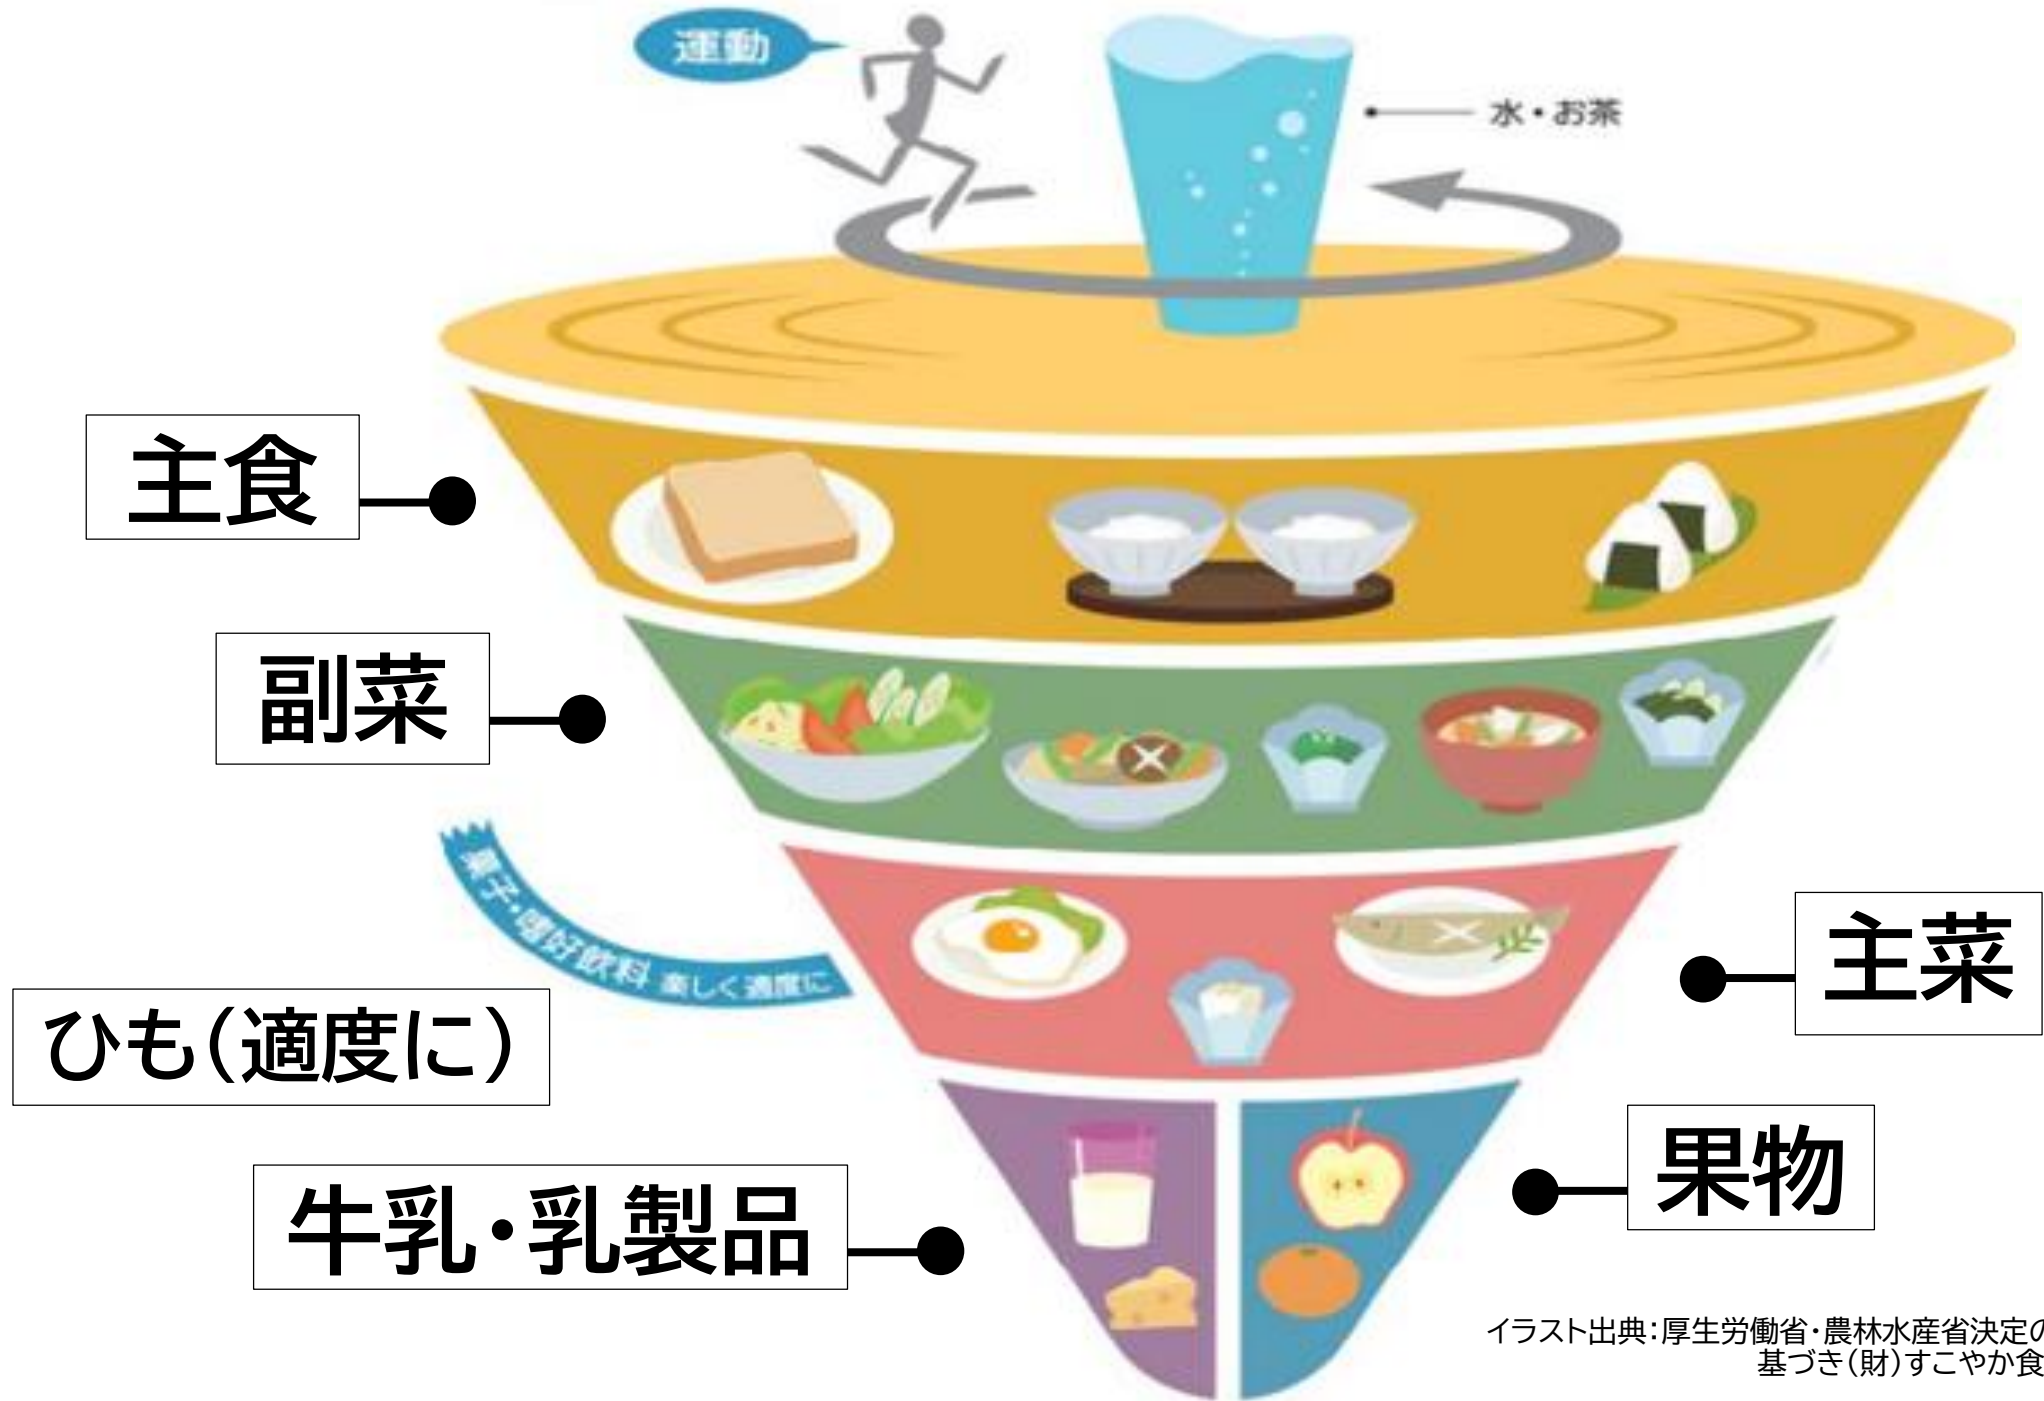 運動
水・お茶
主食
副菜
菓子・嗜好飲料 楽しく適度に
主菜
ひも(適度に)
果物
牛乳・乳製品
イラスト出典:厚生労働省・農林水産省決定の
基づき(財)すこやか食